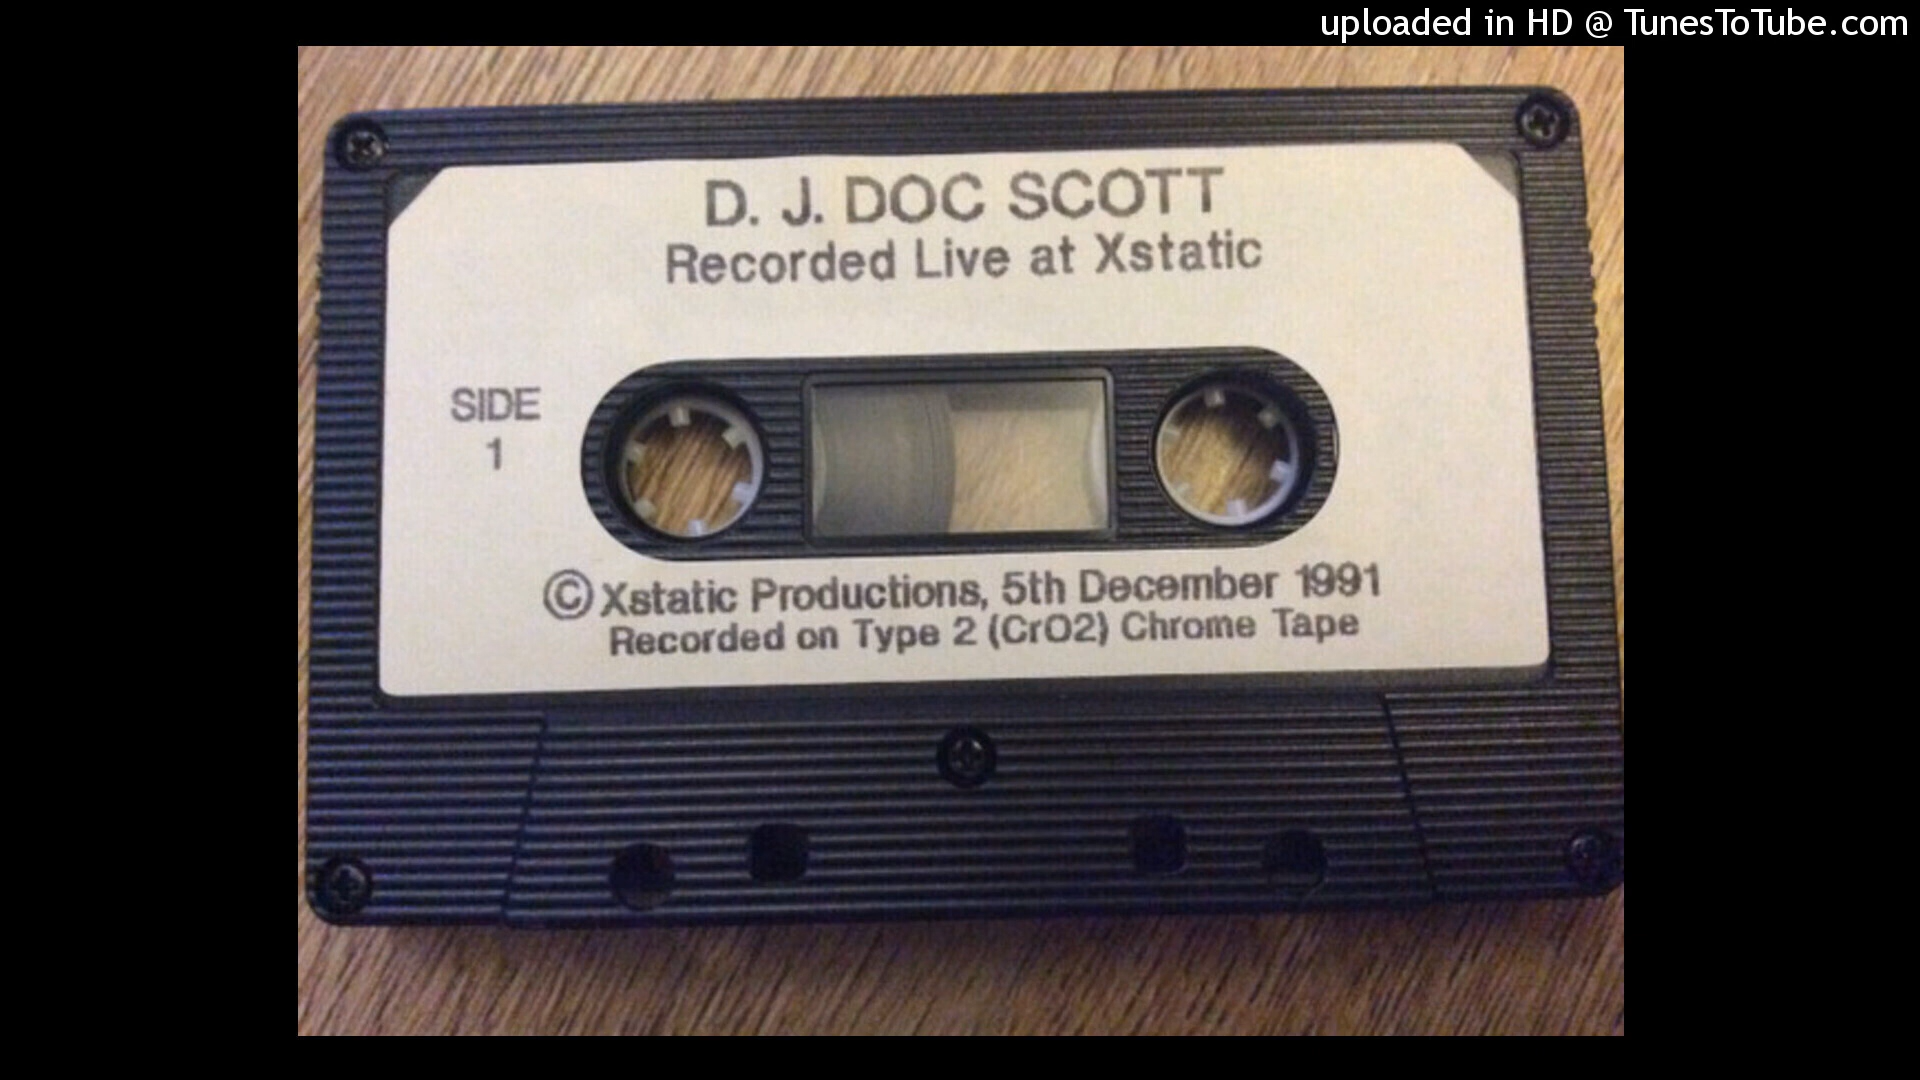 uploaded in HD @ TunesToTube.com
D. J. DOC SCOTT
Recorded Live at Xstatic
SIDE
1
©Xstatic Productions, 5th December 1991
Recorded on Type 2 (CrO2) Chrome Tape